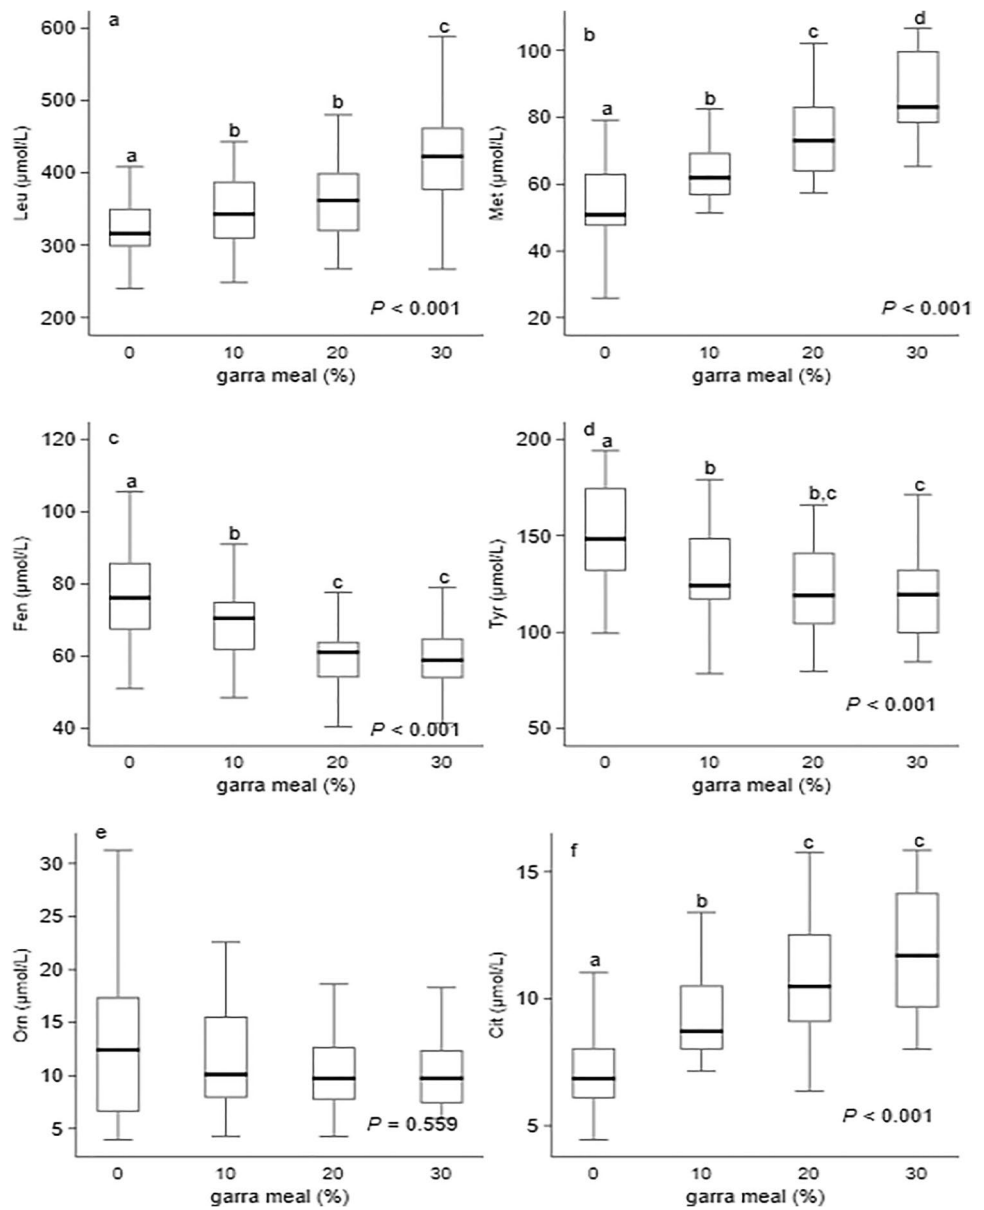 a
Leu (µmol/L)
600
500
400
300
200
a
b
b
c
P < 0.001
0 10 20 30
garra meal (%)
b
Met (µmol/L)
100
80
60
40
20
a
b
c
d
P < 0.001
0 10 20 30
garra meal (%)
c
Fen (µmol/L)
120
100
80
60
40
a
b
c
c
P < 0.001
0 10 20 30
garra meal (%)
d
Tyr (µmol/L)
200
150
100
50
a
b
b,c
c
P < 0.001
0 10 20 30
garra meal (%)
e
Orn (µmol/L)
30
25
20
15
10
5
P = 0.559
0 10 20 30
garra meal (%)
f
Cit (µmol/L)
15
10
5
a
b
c
c
P < 0.001
0 10 20 30
garra meal (%)